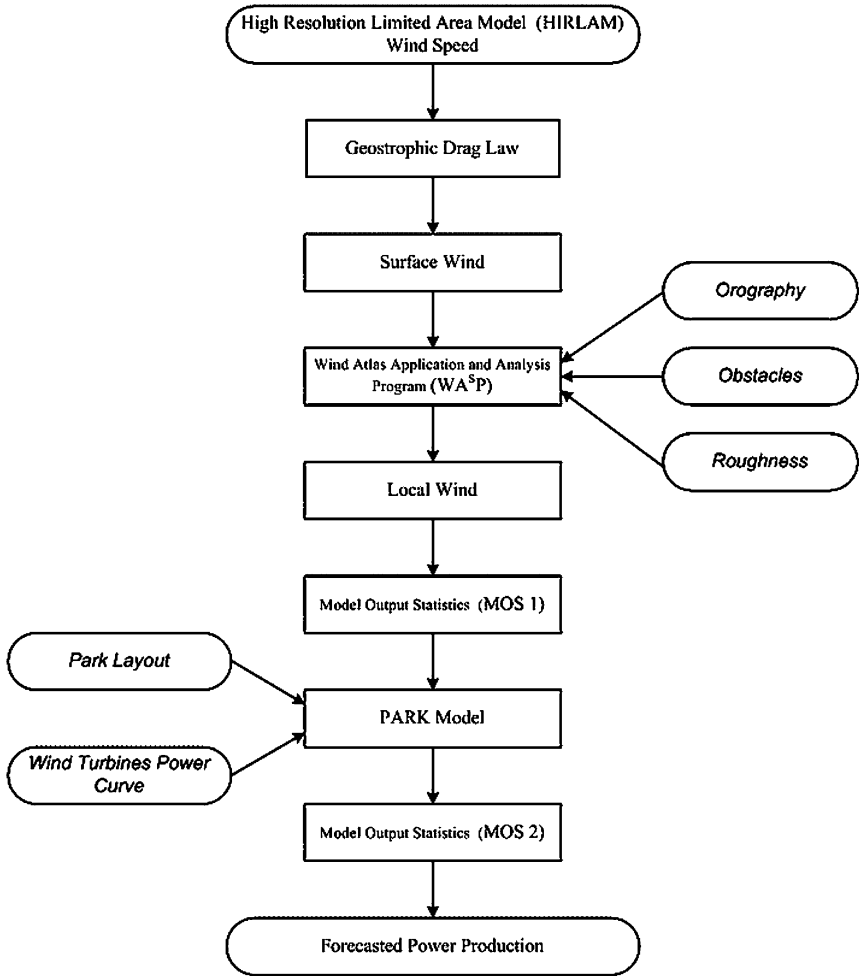 High Resolution Limited Area Model (HIRLAM)
Wind Speed
Geostrophic Drag Law
Surface Wind
Orography
Wind Atlas Application and Analysis
Program (WAˢP)
Obstacles
Roughness
Local Wind
Model Output Statistics (MOS 1)
Park Layout
PARK Model
Wind Turbines Power
Curve
Model Output Statistics (MOS 2)
Forecasted Power Production